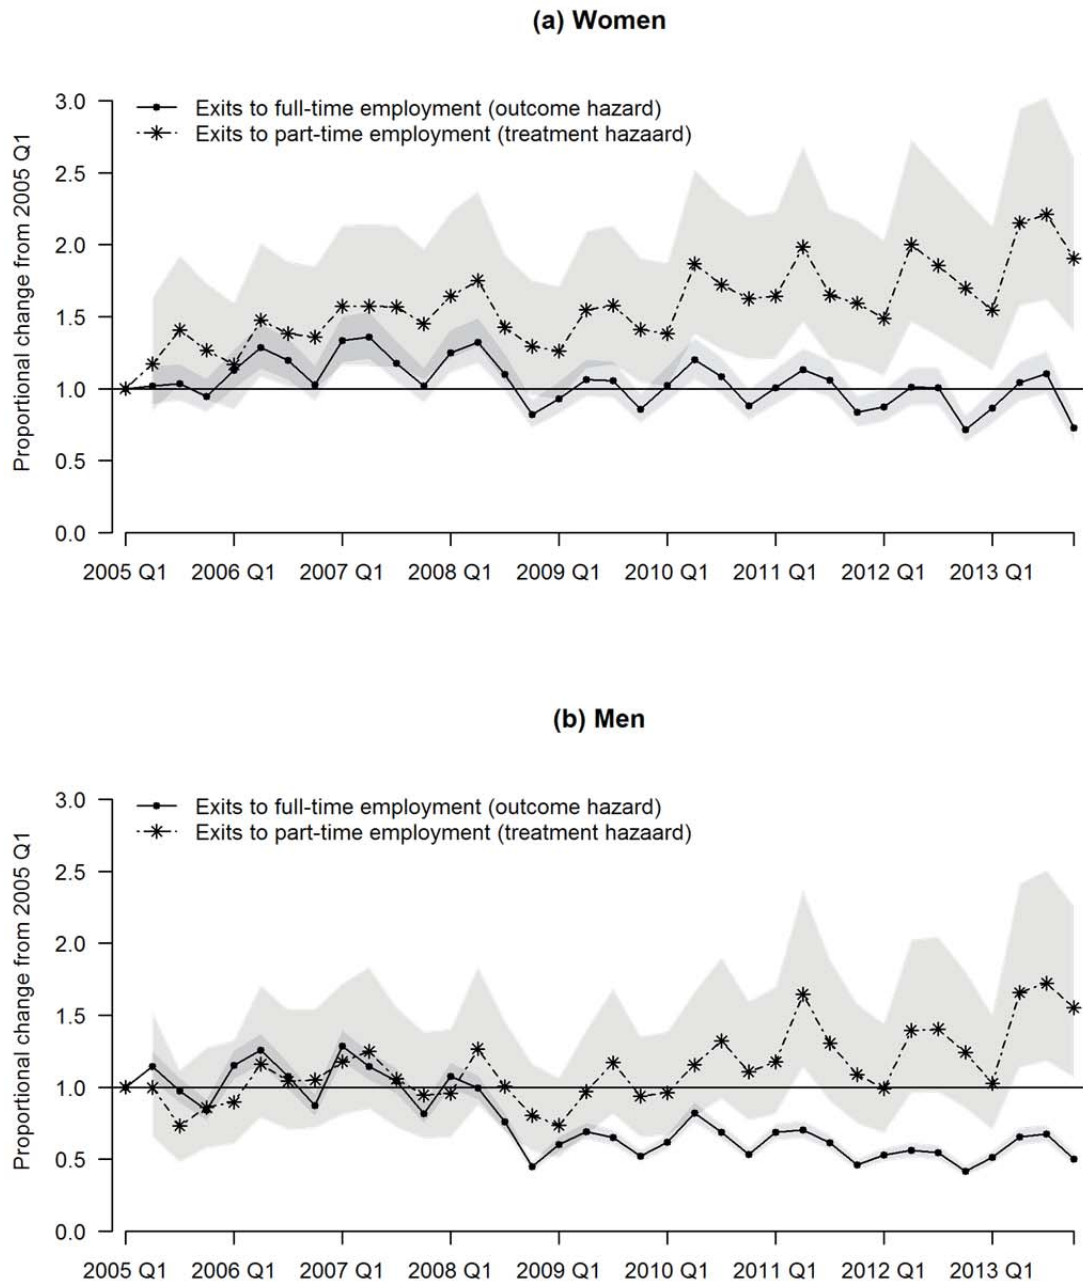 (a) Women
Exits to full-time employment (outcome hazard)
Exits to part-time employment (treatment hazaard)
Proportional change from 2005 Q1
3.0
2.5
2.0
1.5
1.0
0.5
0.0
2005 Q1 2006 Q1 2007 Q1 2008 Q1 2009 Q1 2010 Q1 2011 Q1 2012 Q1 2013 Q1
(b) Men
Exits to full-time employment (outcome hazard)
Exits to part-time employment (treatment hazaard)
Proportional change from 2005 Q1
3.0
2.5
2.0
1.5
1.0
0.5
0.0
2005 Q1 2006 Q1 2007 Q1 2008 Q1 2009 Q1 2010 Q1 2011 Q1 2012 Q1 2013 Q1